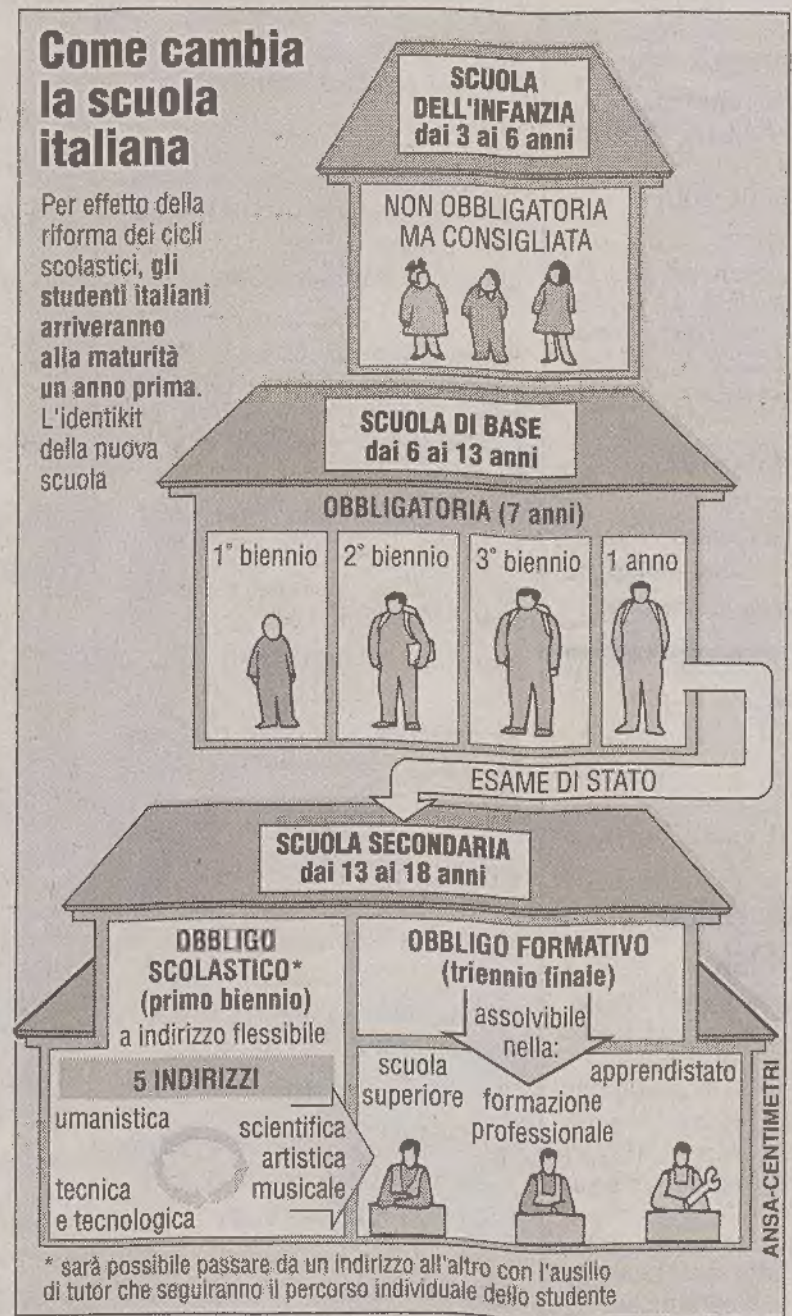 Come cambia
la scuola
italiana
Per effetto della
riforma dei cicli
scolastici, gli
studenti italiani
arriveranno
alla maturità
un anno prima.
L'identikit
della nuova
scuola
SCUOLA
DELL'INFANZIA
dai 3 ai 6 anni
NON OBBLIGATORIA
MA CONSIGLIATA
SCUOLA DI BASE
dai 6 ai 13 anni
OBBLIGATORIA (7 anni)
1° biennio
2° biennio
3° biennio
1 anno
ESAME DI STATO
SCUOLA SECONDARIA
dai 13 ai 18 anni
OBBLIGO
SCOLASTICO*
(primo biennio)
a indirizzo flessibile
5 INDIRIZZI
umanistica
scientifica
artistica
musicale
tecnica
e tecnologica
OBBLIGO FORMATIVO
(triennio finale)
assolvibile
nella:
scuola
superiore
formazione
professionale
apprendistato
* sarà possibile passare da un indirizzo all'altro con l'ausilio
di tutor che seguiranno il percorso individuale dello studente
ANSA-CENTIMETRI